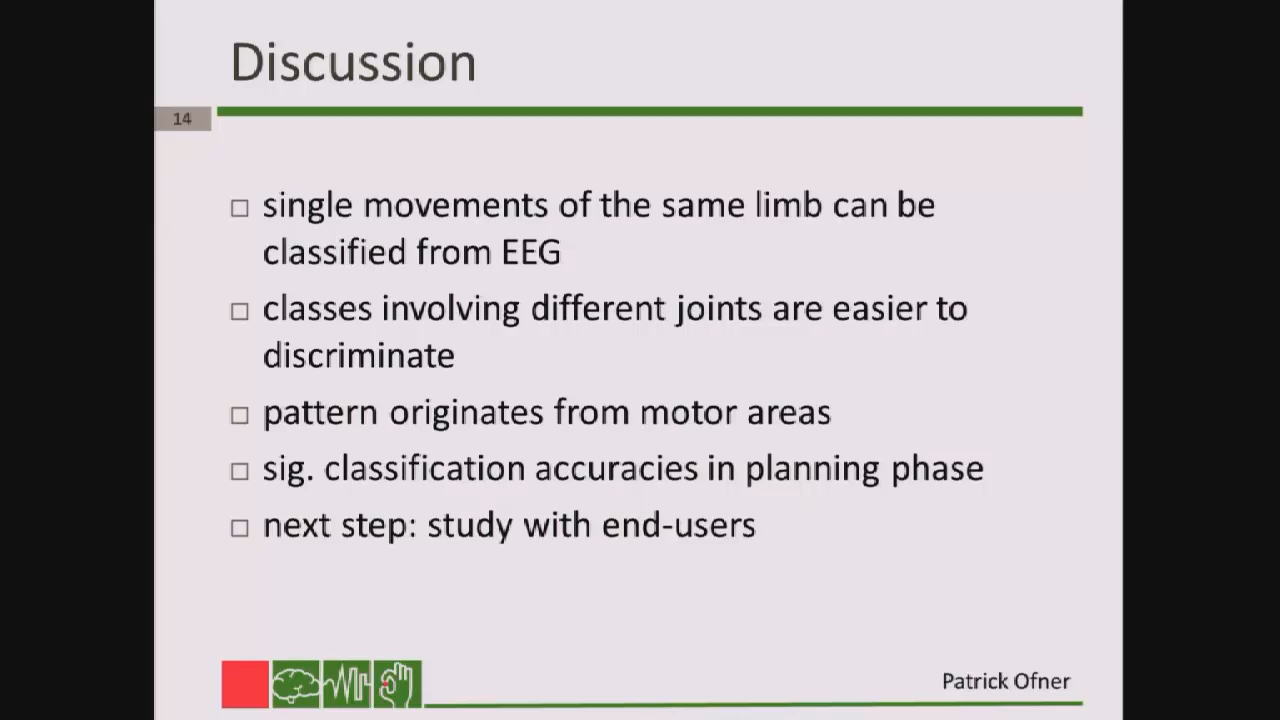 Discussion
14
single movements of the same limb can be
classified from EEG
classes involving different joints are easier to
discriminate
pattern originates from motor areas
sig. classification accuracies in planning phase
next step: study with end-users
Patrick Ofner